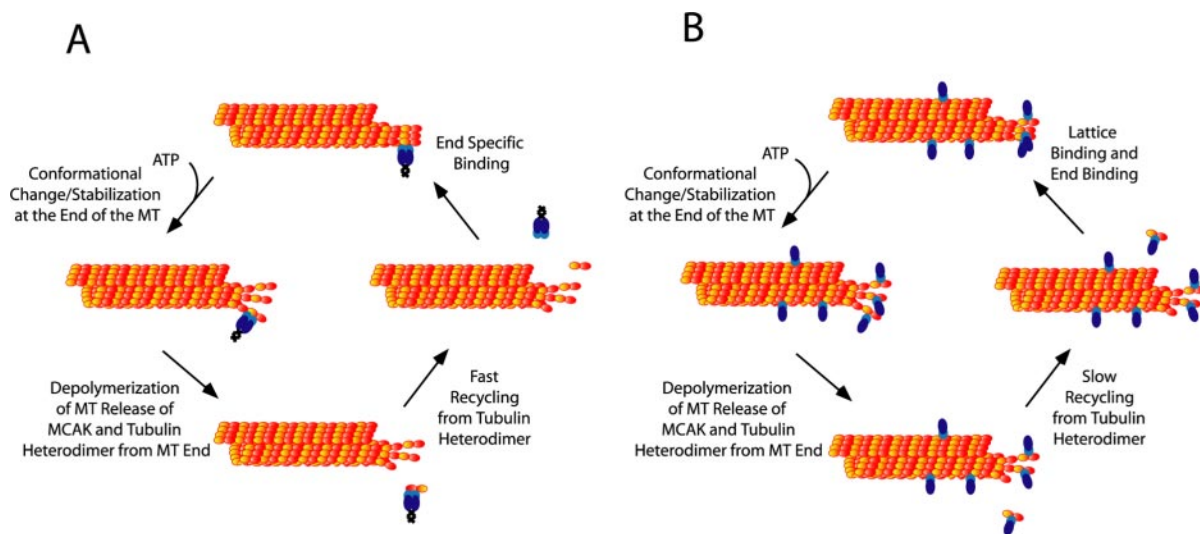 A
End Specific
Binding
ATP
Conformational
Change/Stabilization
at the End of the MT
Depolymerization
of MT Release of
MCAK and Tubulin
Heterodimer from MT End
Fast
Recycling
from Tubulin
Heterodimer
B
Lattice
Binding and
End Binding
ATP
Conformational
Change/Stabilization
at the End of the MT
Depolymerization
of MT Release of
MCAK and Tubulin
Heterodimer from MT End
Slow
Recycling
from Tubulin
Heterodimer